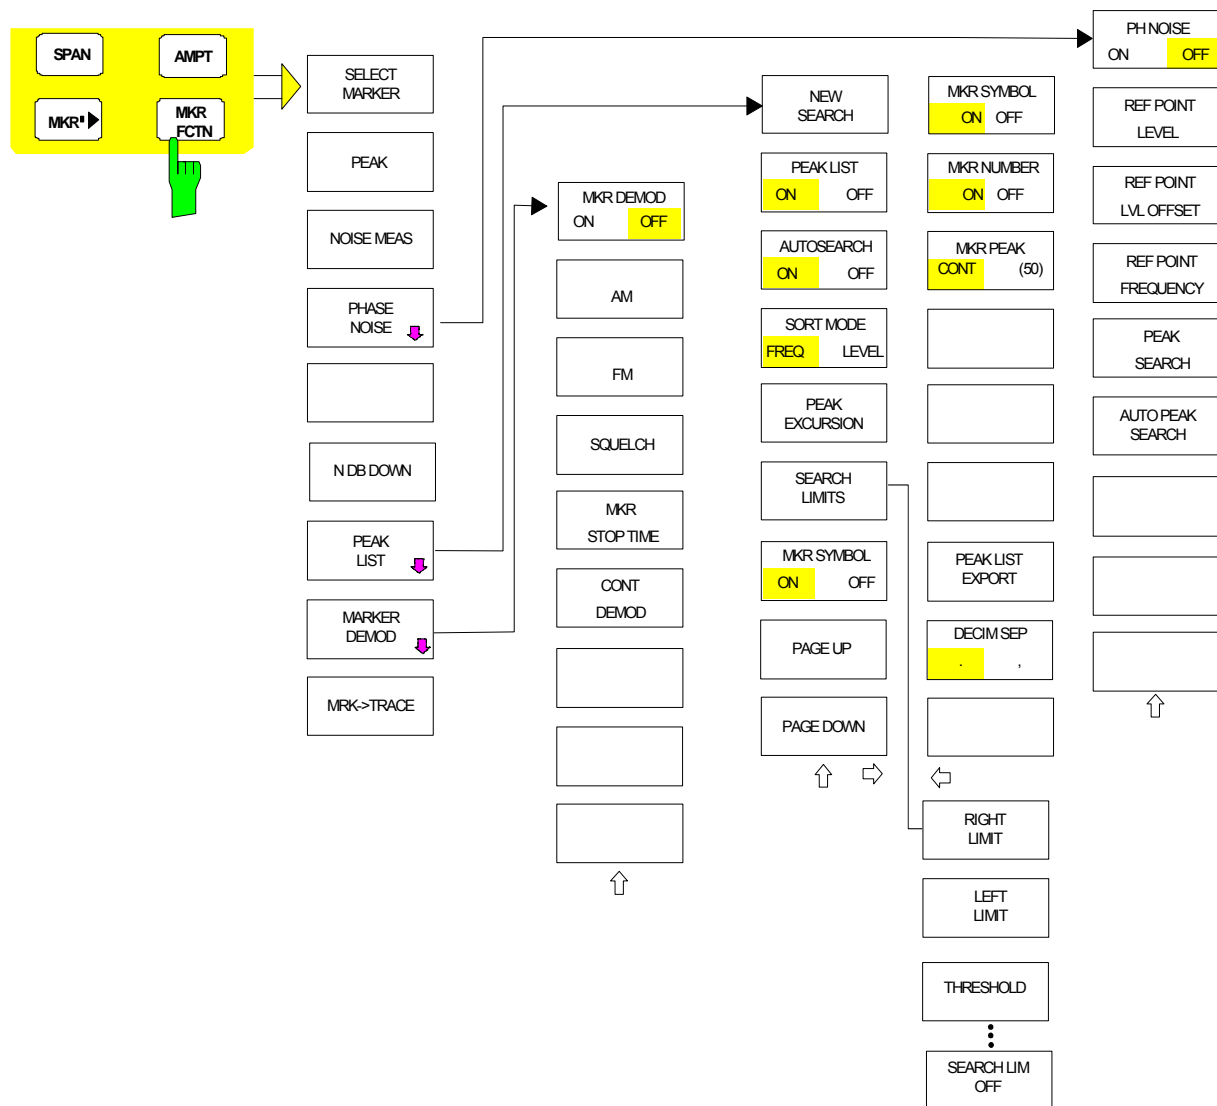 SPAN
AMPT
MKR
MKR
FCTN
SELECT
MARKER
PEAK
NOISE MEAS
PHASE
NOISE
N DB DOWN
PEAK
LIST
MARKER
DEMOD
MRK->TRACE
MKR DEMOD
ON OFF
AM
FM
SQUELCH
MKR
STOP TIME
CONT
DEMOD
NEW
SEARCH
PEAK LIST
ON OFF
AUTOSEARCH
ON OFF
SORT MODE
FREQ LEVEL
PEAK
EXCURSION
SEARCH
LIMITS
MKR SYMBOL
ON OFF
PAGE UP
PAGE DOWN
MKR SYMBOL
ON OFF
MKR NUMBER
ON OFF
MKR PEAK
CONT (50)
PEAK LIST
EXPORT
DECIM SEP
. ,
RIGHT
LIMIT
LEFT
LIMIT
THRESHOLD
SEARCH LIM
OFF
PH NOISE
ON OFF
REF POINT
LEVEL
REF POINT
LVL OFFSET
REF POINT
FREQUENCY
PEAK
SEARCH
AUTO PEAK
SEARCH